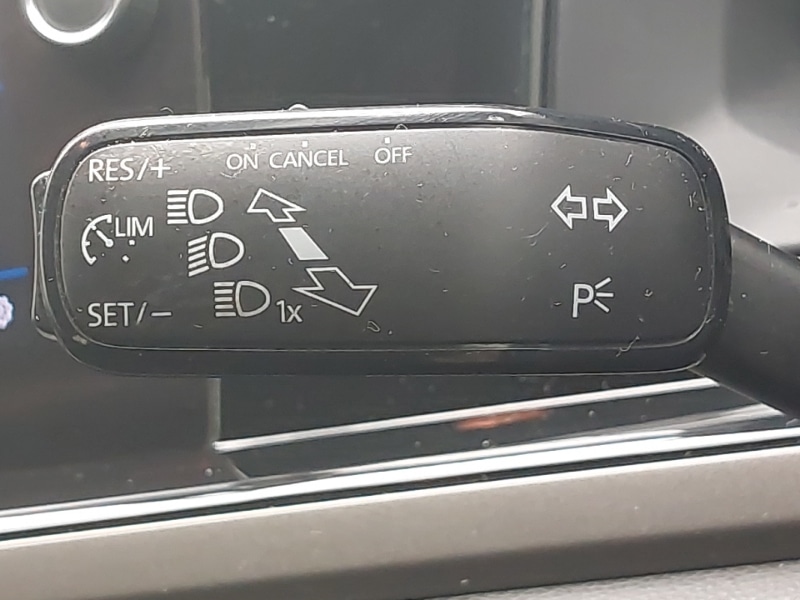 RES/+ ON CANCEL OFF
LIM
SET/− 1x
P